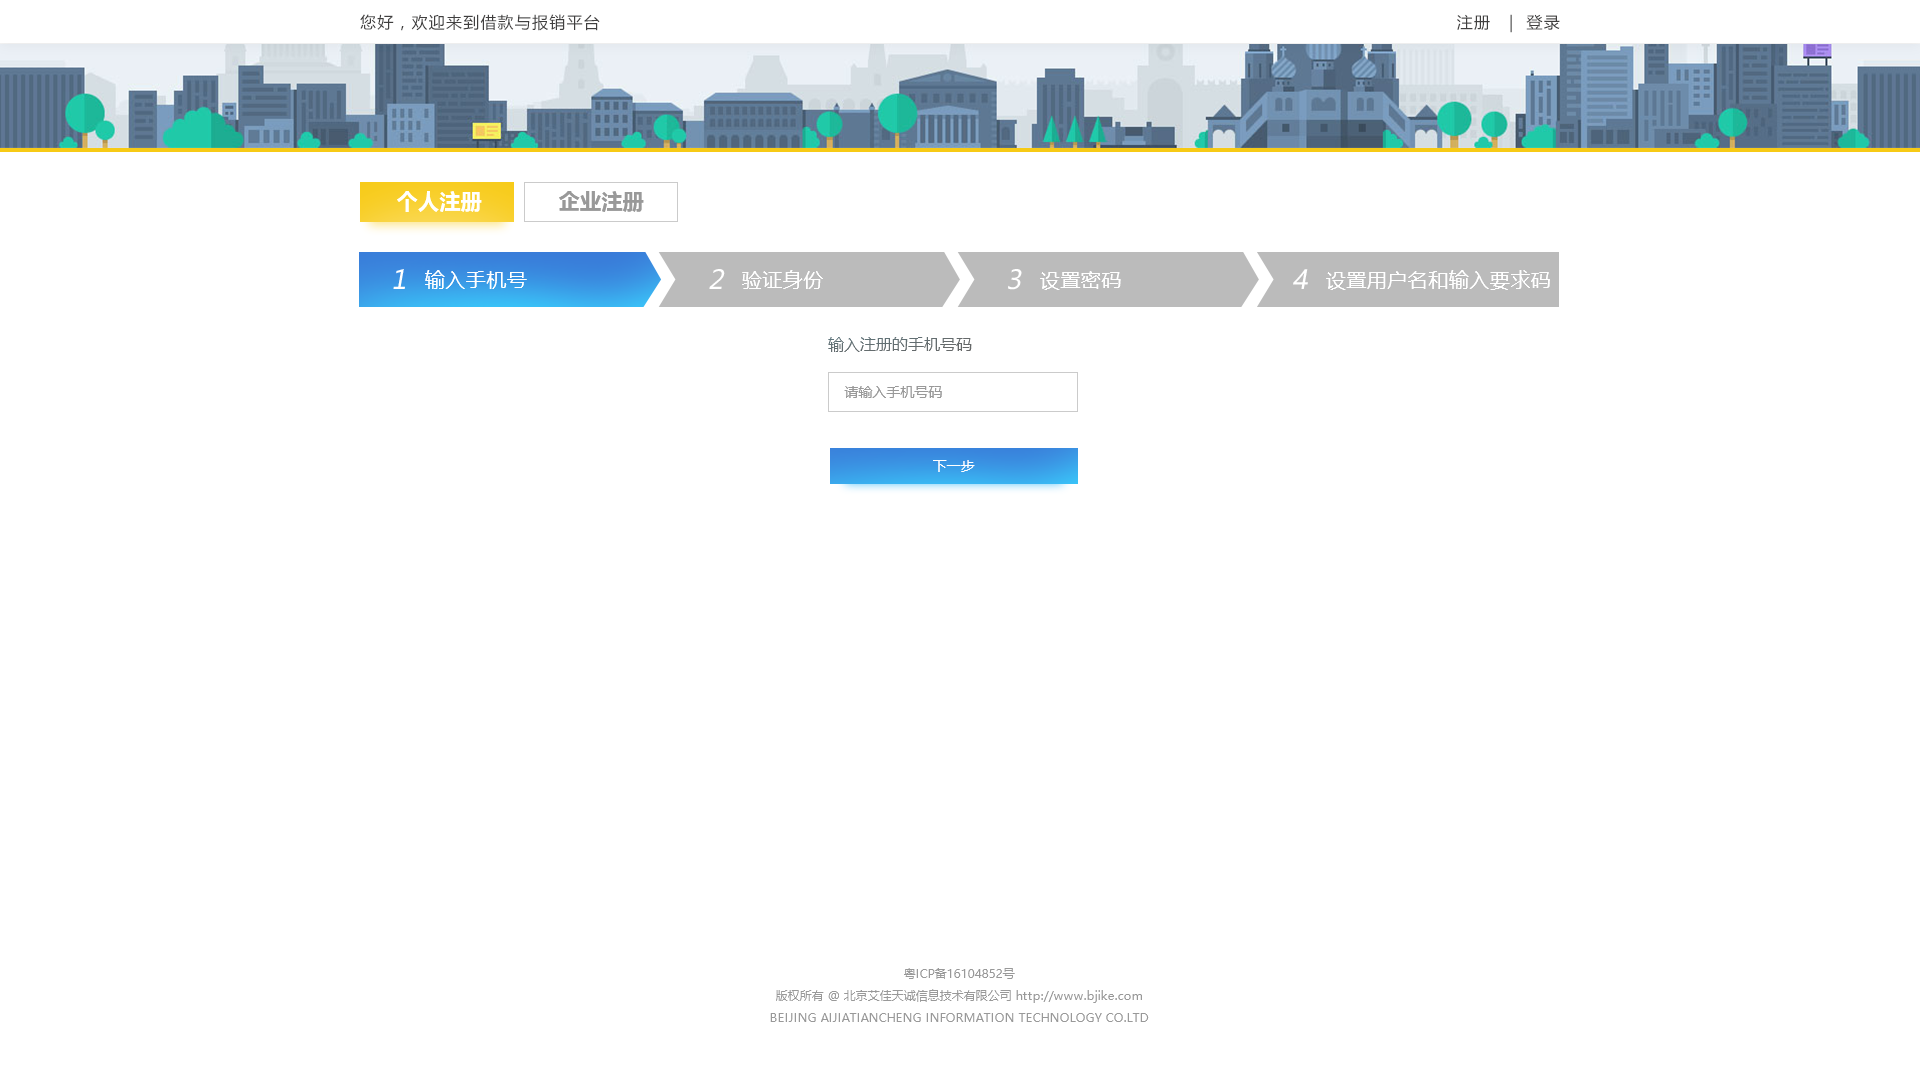 您好，欢迎来到借款与报销平台
注册 | 登录
个人注册 企业注册
1 输入手机号 2 验证身份 3 设置密码 4 设置用户名和输入要求码
输入注册的手机号码
请输入手机号码
下一步
粤ICP备16104852号
版权所有 @ 北京艾佳天诚信息技术有限公司 http://www.bjike.com
BEIJING AIJIATIANCHENG INFORMATION TECHNOLOGY CO.LTD